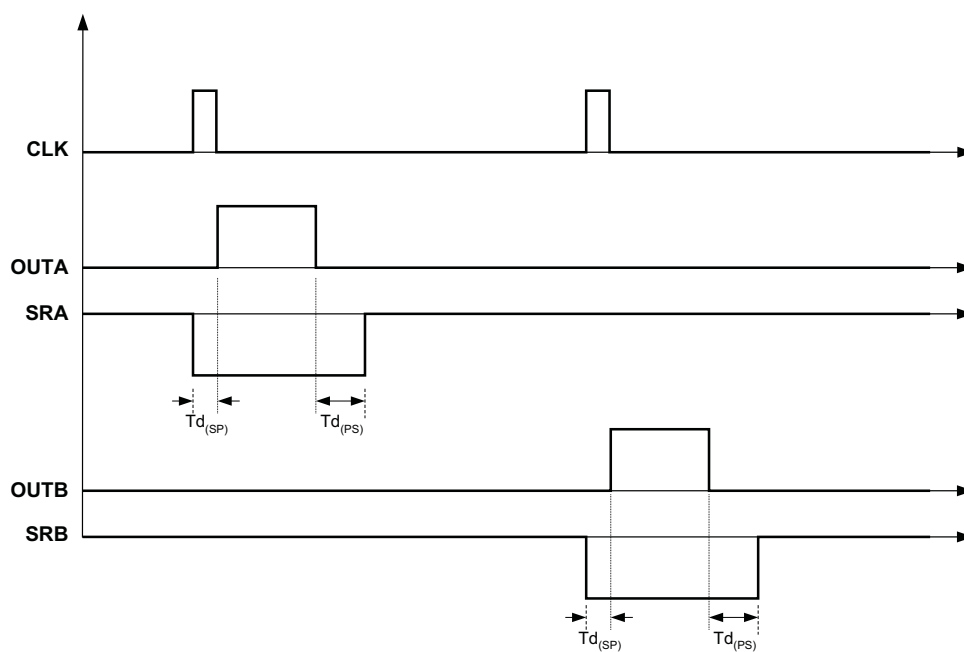 CLK
OUTA
SRA
Td(SP) Td(PS)
OUTB
SRB
Td(SP) Td(PS)